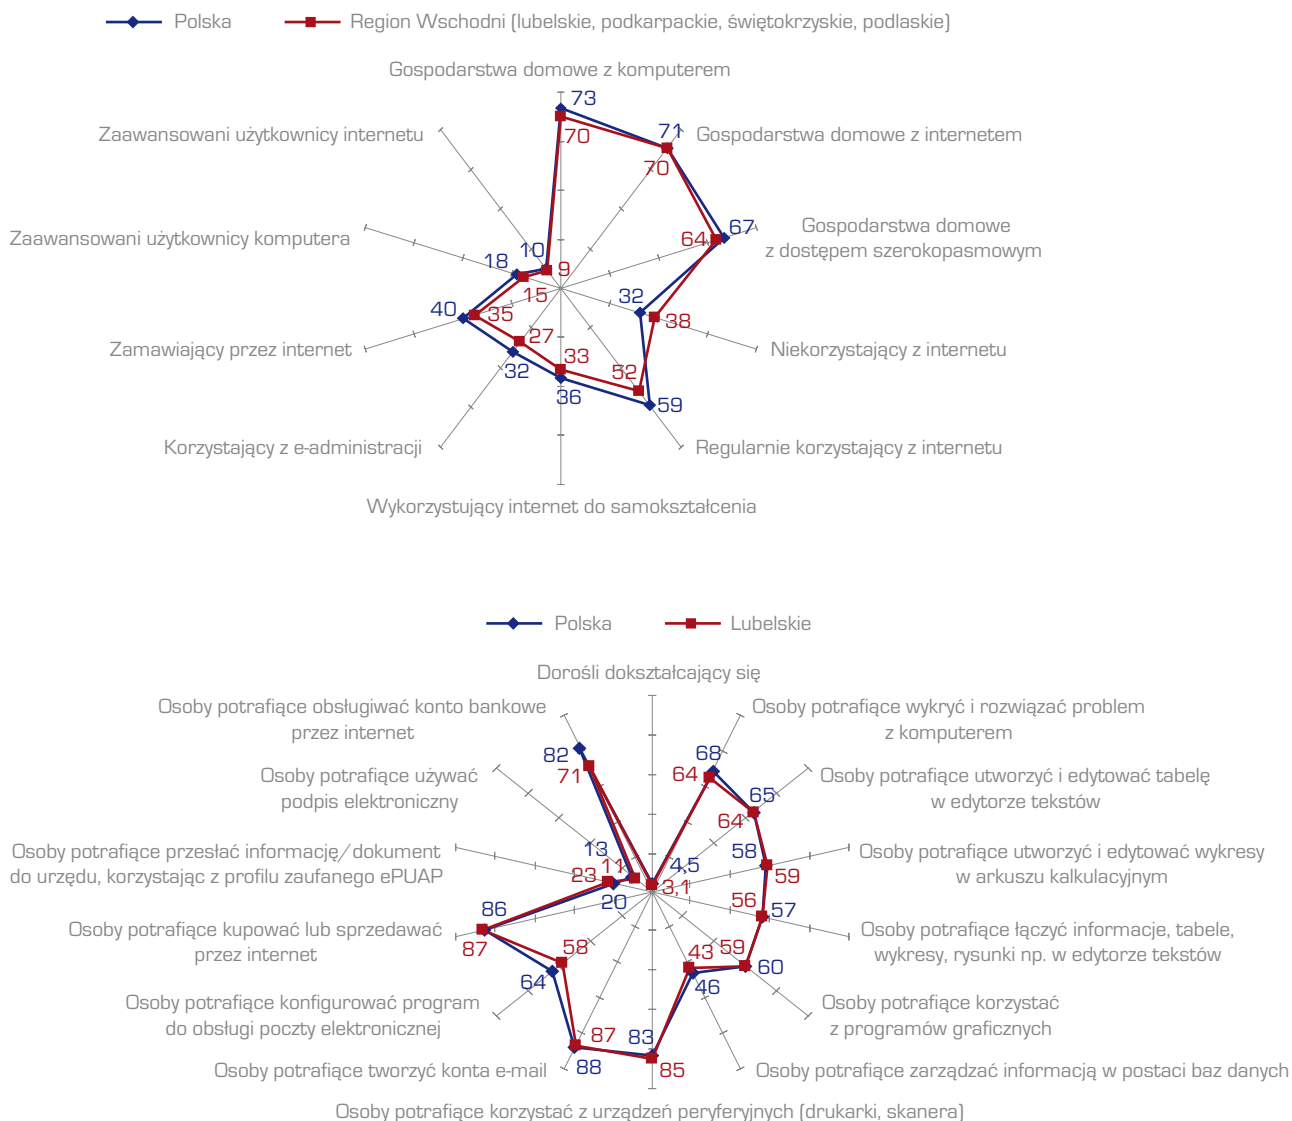 Polska
Region Wschodni (lubelskie, podkarpackie, świętokrzyskie, podlaskie)
Gospodarstwa domowe z komputerem
73
70
Zaawansowani użytkownicy internetu
71
70
Gospodarstwa domowe z internetem
Zaawansowani użytkownicy komputera
18
10
9
15
64
67
Gospodarstwa domowe
z dostępem szerokopasmowym
40
35
32
38
Zamawiający przez internet
Niekorzystający z internetu
27
32
33
36
52
59
Korzystający z e-administracji
Regularnie korzystający z internetu
Wykorzystujący internet do samokształcenia
Polska
Lubelskie
Dorośli dokształcający się
4,5
3,1
Osoby potrafiące obsługiwać konto bankowe
przez internet
82
71
68
64
Osoby potrafiące wykryć i rozwiązać problem
z komputerem
Osoby potrafiące używać
podpis elektroniczny
13
11
65
64
Osoby potrafiące utworzyć i edytować tabelę
w edytorze tekstów
Osoby potrafiące przesłać informację/dokument
do urzędu, korzystając z profilu zaufanego ePUAP
23
20
58
59
Osoby potrafiące utworzyć i edytować wykresy
w arkuszu kalkulacyjnym
Osoby potrafiące kupować lub sprzedawać
przez internet
86
87
56
57
Osoby potrafiące łączyć informacje, tabele,
wykresy, rysunki np. w edytorze tekstów
Osoby potrafiące konfigurować program
do obsługi poczty elektronicznej
58
64
59
60
Osoby potrafiące korzystać
z programów graficznych
Osoby potrafiące tworzyć konta e-mail
87
88
43
46
Osoby potrafiące zarządzać informacją w postaci baz danych
83
85
Osoby potrafiące korzystać z urządzeń peryferyjnych (drukarki, skanera)